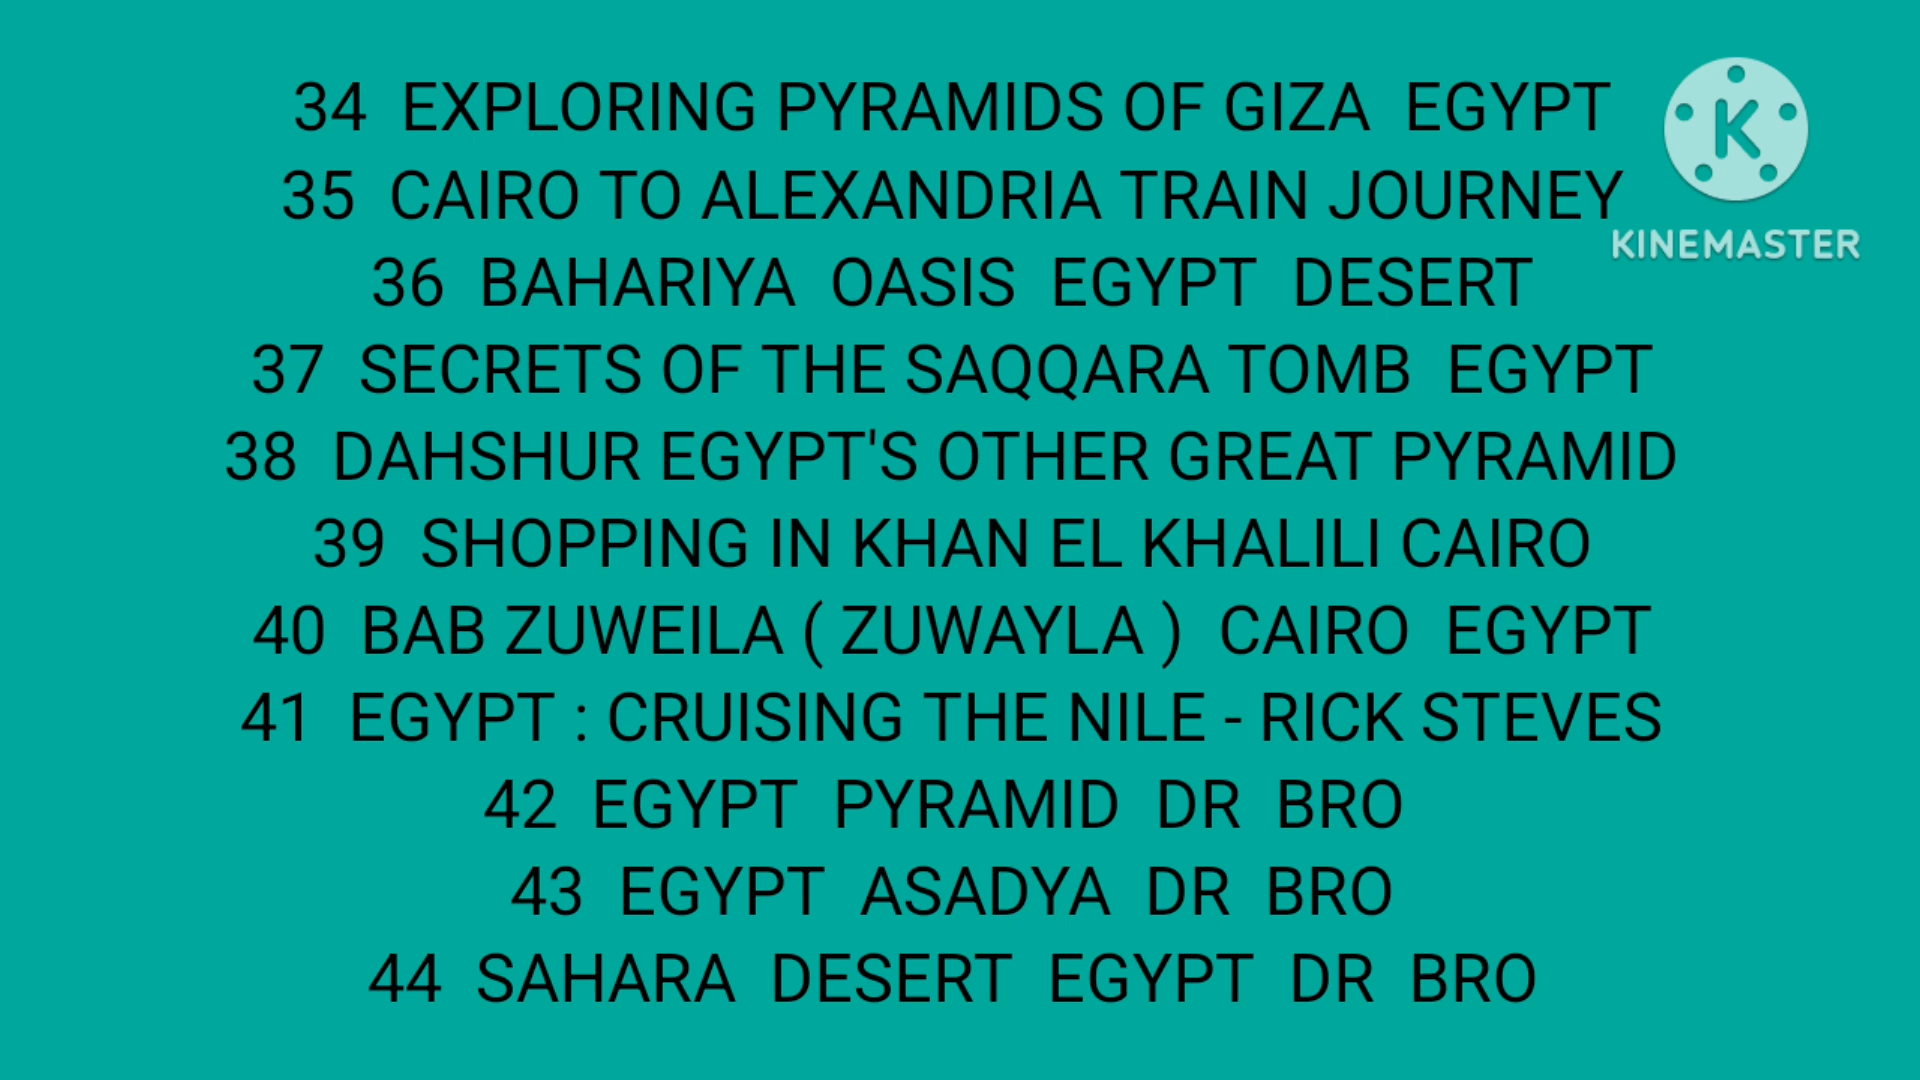 34 EXPLORING PYRAMIDS OF GIZA EGYPT
35 CAIRO TO ALEXANDRIA TRAIN JOURNEY
36 BAHARIYA OASIS EGYPT DESERT
37 SECRETS OF THE SAQQARA TOMB EGYPT
38 DAHSHUR EGYPT'S OTHER GREAT PYRAMID
39 SHOPPING IN KHAN EL KHALILI CAIRO
40 BAB ZUWEILA ( ZUWAYLA ) CAIRO EGYPT
41 EGYPT : CRUISING THE NILE - RICK STEVES
42 EGYPT PYRAMID DR BRO
43 EGYPT ASADYA DR BRO
44 SAHARA DESERT EGYPT DR BRO
K
KINEMASTER